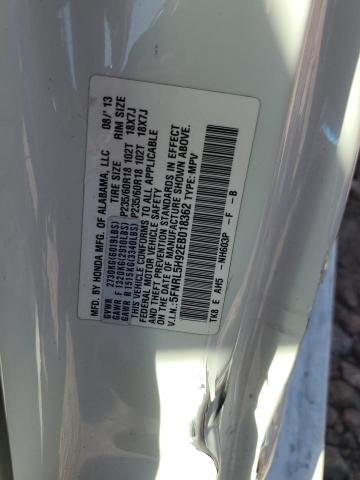 MFD. BY HONDA MFG. OF ALABAMA, LLC 08/'13
GVWR 2730KG(6019LBS) TIRE SIZE RIM SIZE
GAWR F 1320KG(2910LBS) P235/60R18 102T 18X7J
GAWR R 1515KG(3340LBS) P235/60R18 102T 18X7J
THIS VEHICLE CONFORMS TO ALL APPLICABLE
FEDERAL MOTOR VEHICLE SAFETY
AND THEFT PREVENTION STANDARDS IN EFFECT
ON THE DATE OF MANUFACTURE SHOWN ABOVE.
V.I.N.:5FNRL5H92EB018362 TYPE: MPV
TK8 E AH5 -NH603P -F -B